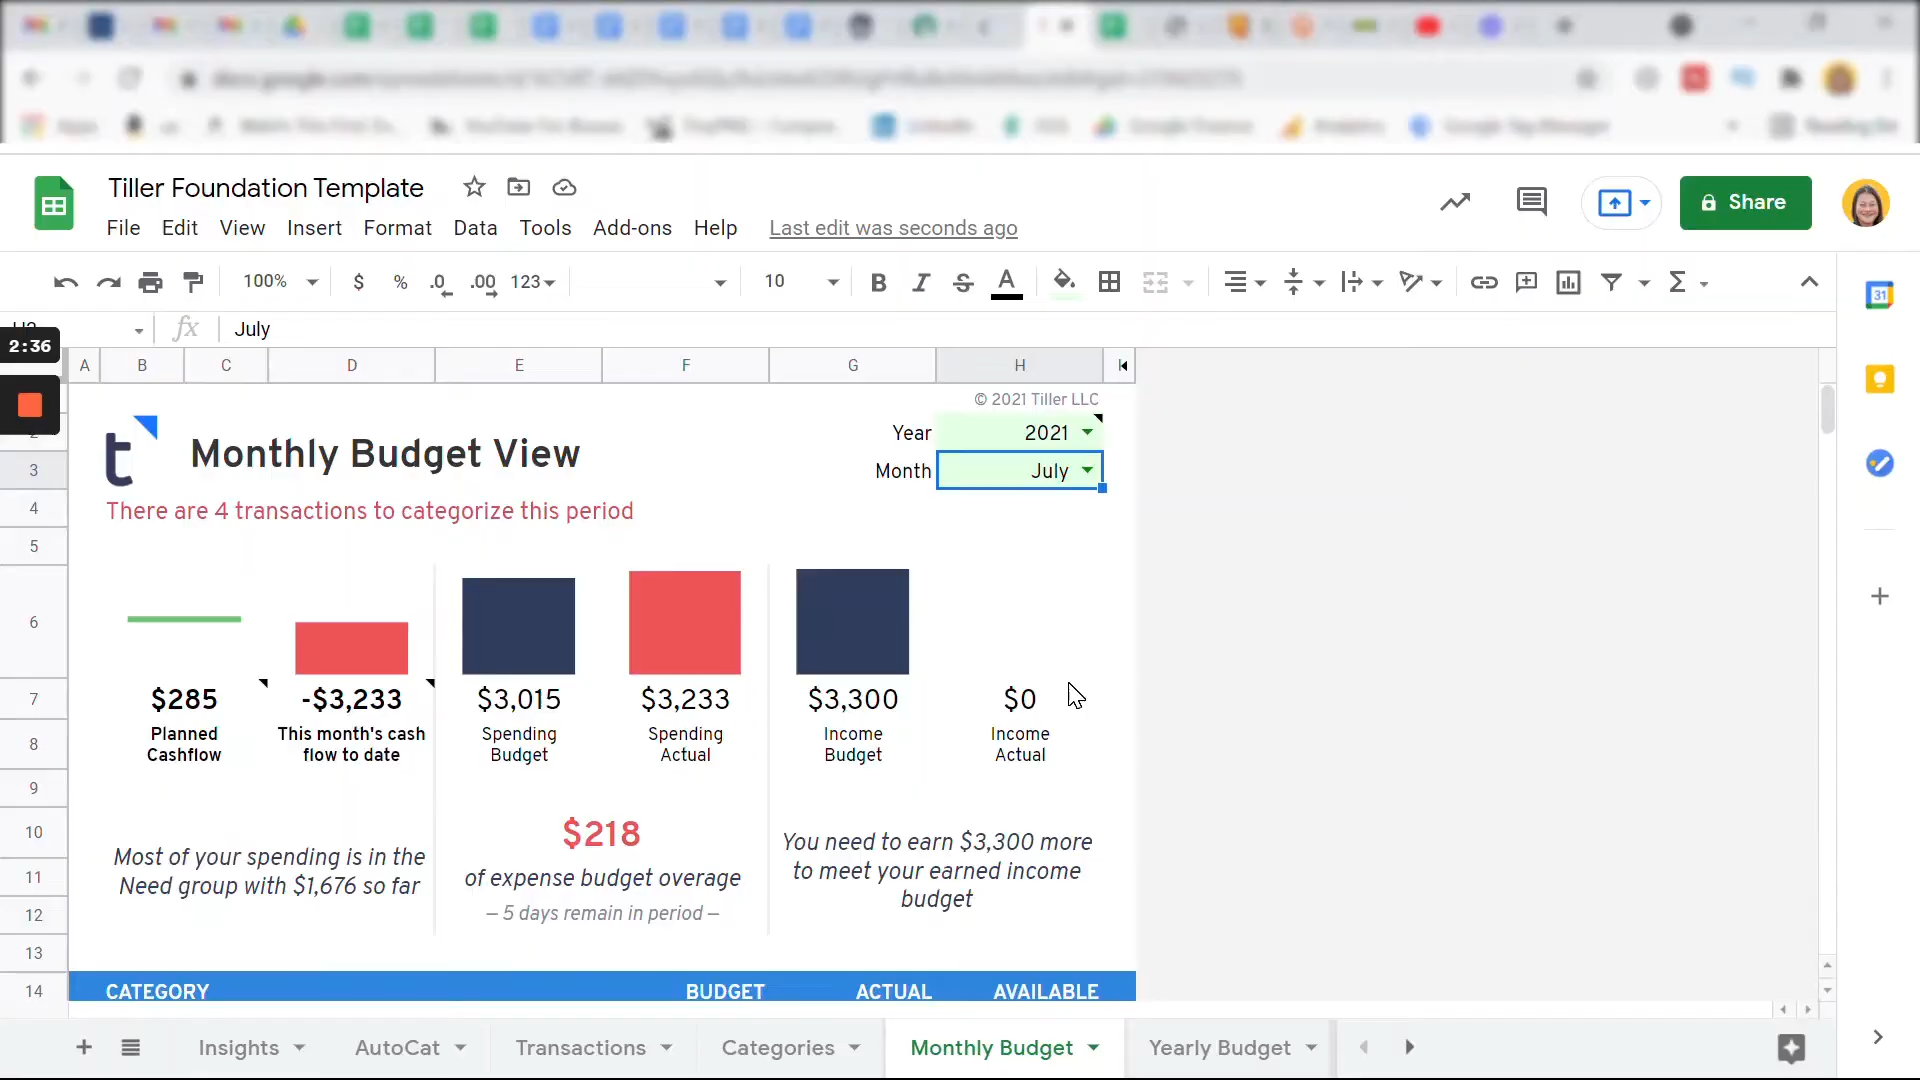 Tiller Foundation Template
File Edit View Insert Format Data Tools Add-ons Help Last edit was seconds ago
Share
100% $ % .0 .00 123 10 B I S A
31
July
2:36
A B C D E F G H
© 2021 Tiller LLC
Year 2021
t Monthly Budget View
3 Month July
4 There are 4 transactions to categorize this period
5
6
7 $285 -$3,233 $3,015 $3,233 $3,300 $0
8 Planned Cashflow This month's cash flow to date Spending Budget Spending Actual Income Budget Income Actual
9
10 $218
Most of your spending is in the
Need group with $1,676 so far
11 of expense budget overage
12 – 5 days remain in period –
You need to earn $3,300 more
to meet your earned income
budget
13
14 CATEGORY BUDGET ACTUAL AVAILABLE
Insights AutoCat Transactions Categories Monthly Budget Yearly Budget